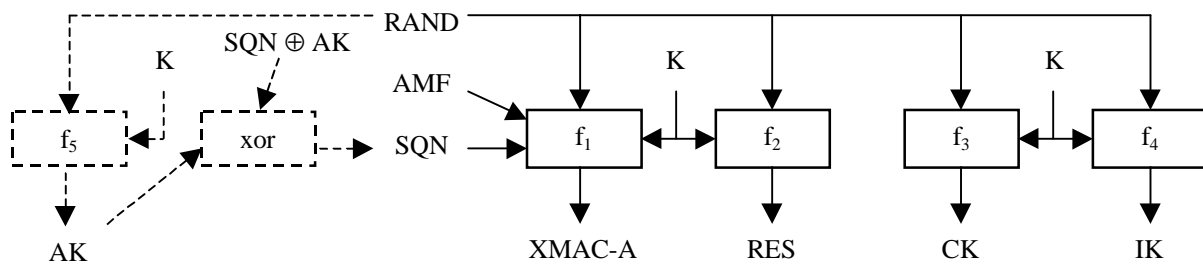 RAND
SQN ⊕ AK
K
K
K
AMF
f5
xor
SQN
f1
f2
f3
f4
AK
XMAC-A
RES
CK
IK